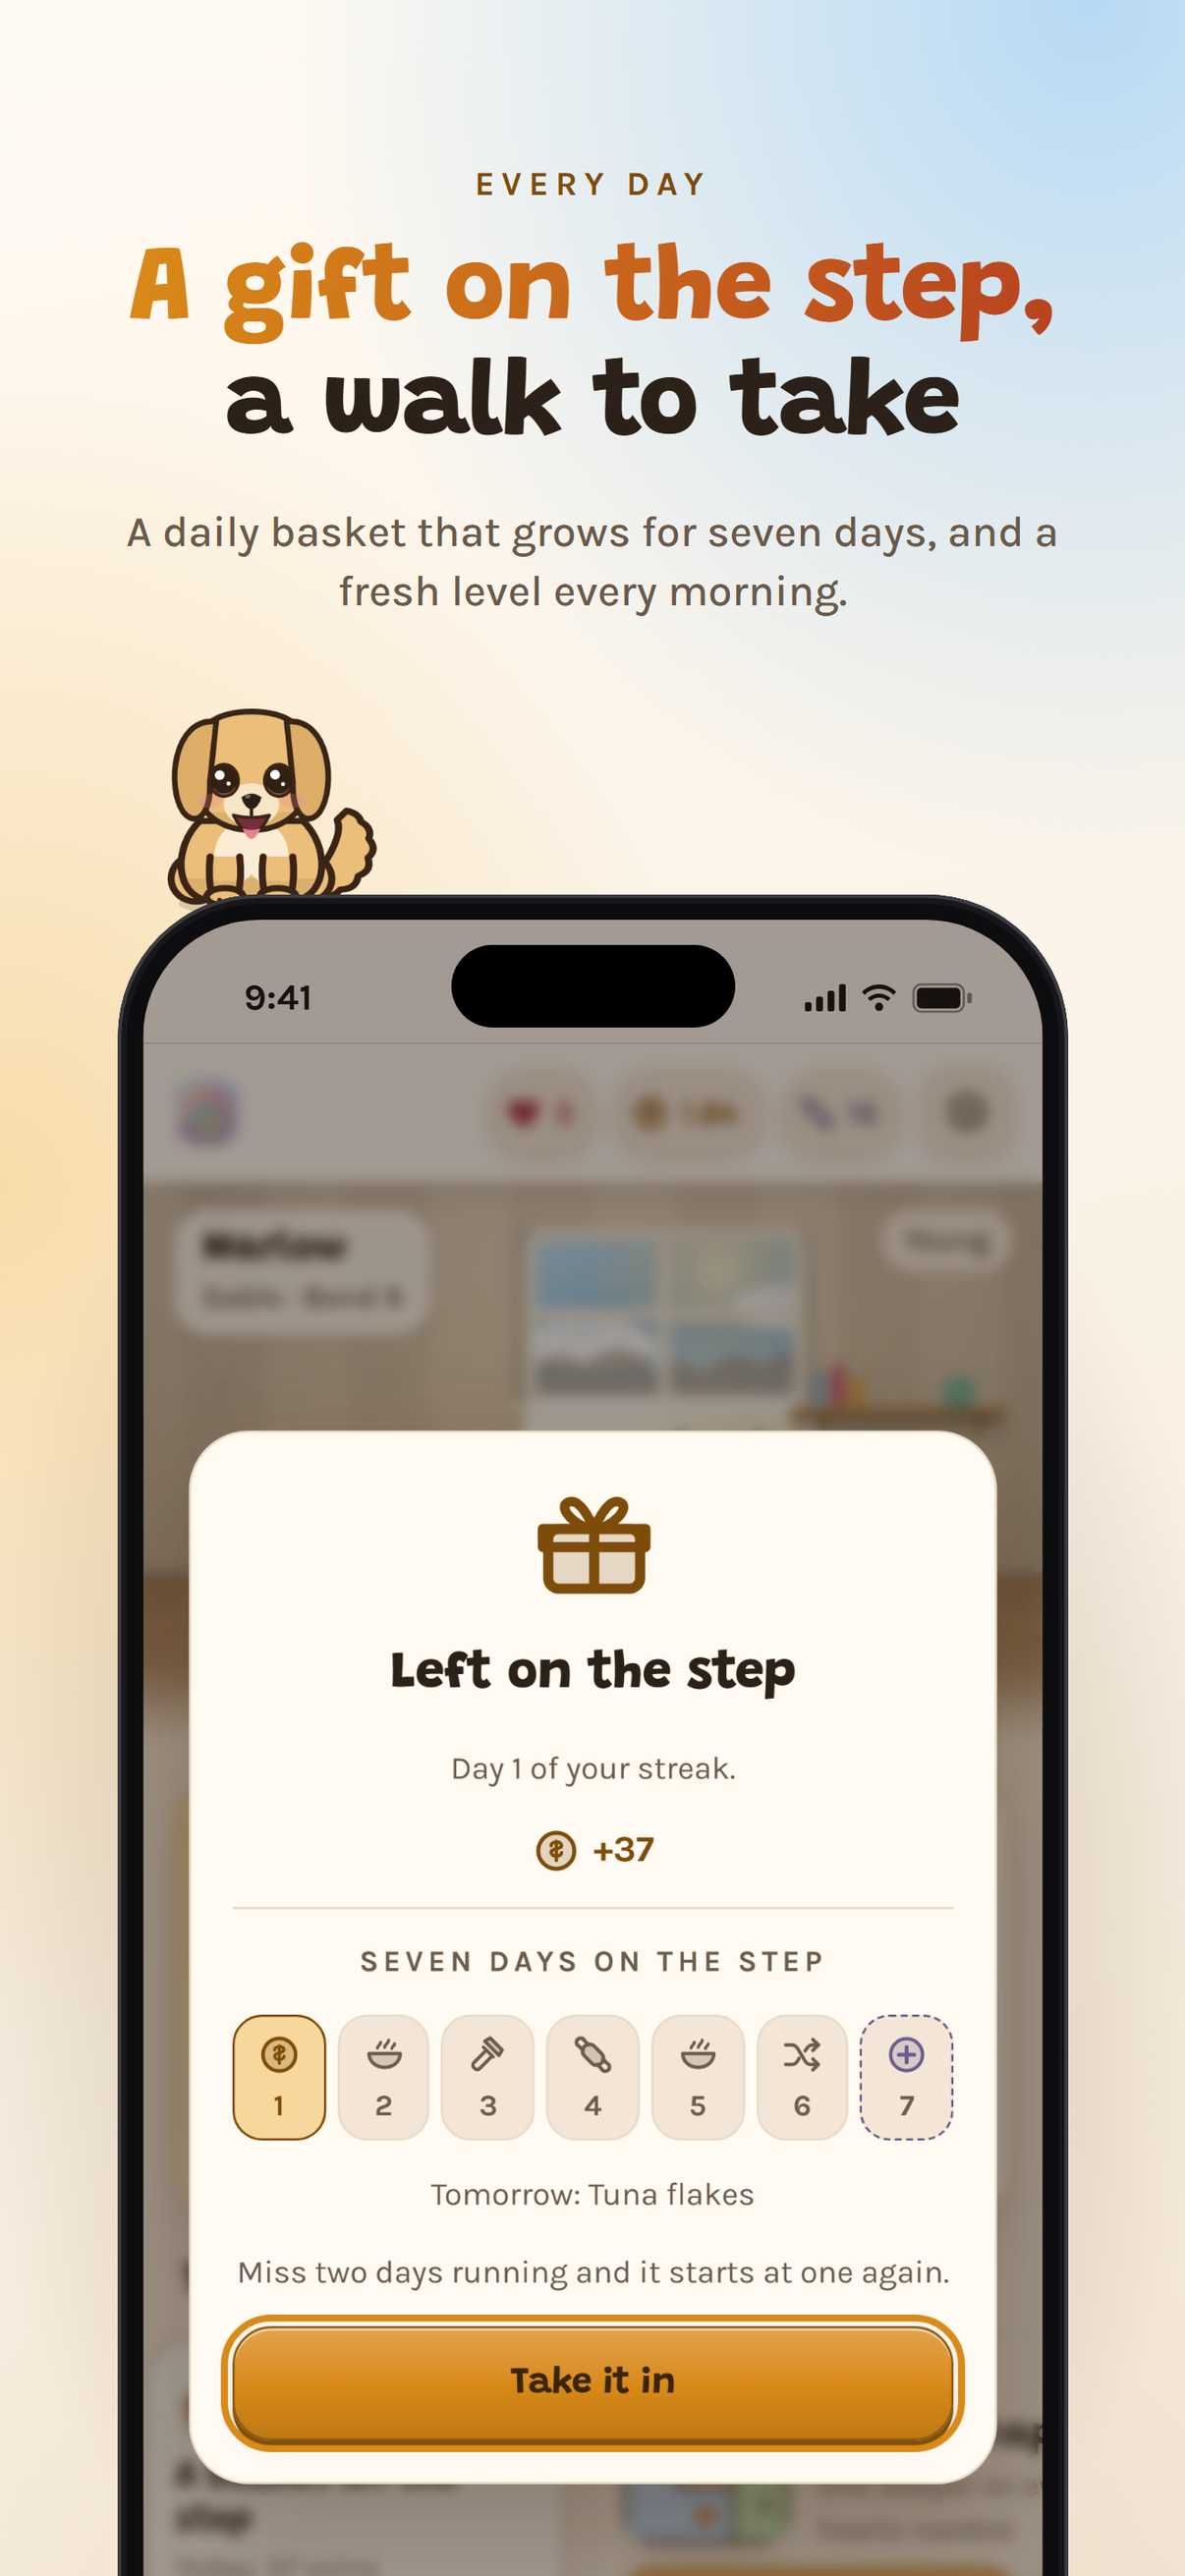 EVERY DAY
A gift on the step,
a walk to take
A daily basket that grows for seven days, and a
fresh level every morning.
9:41
Marlow
Young
Left on the step
Day 1 of your streak.
+37
SEVEN DAYS ON THE STEP
1 2 3 4 5 6 7
Tomorrow: Tuna flakes
Miss two days running and it starts at one again.
Take it in
step